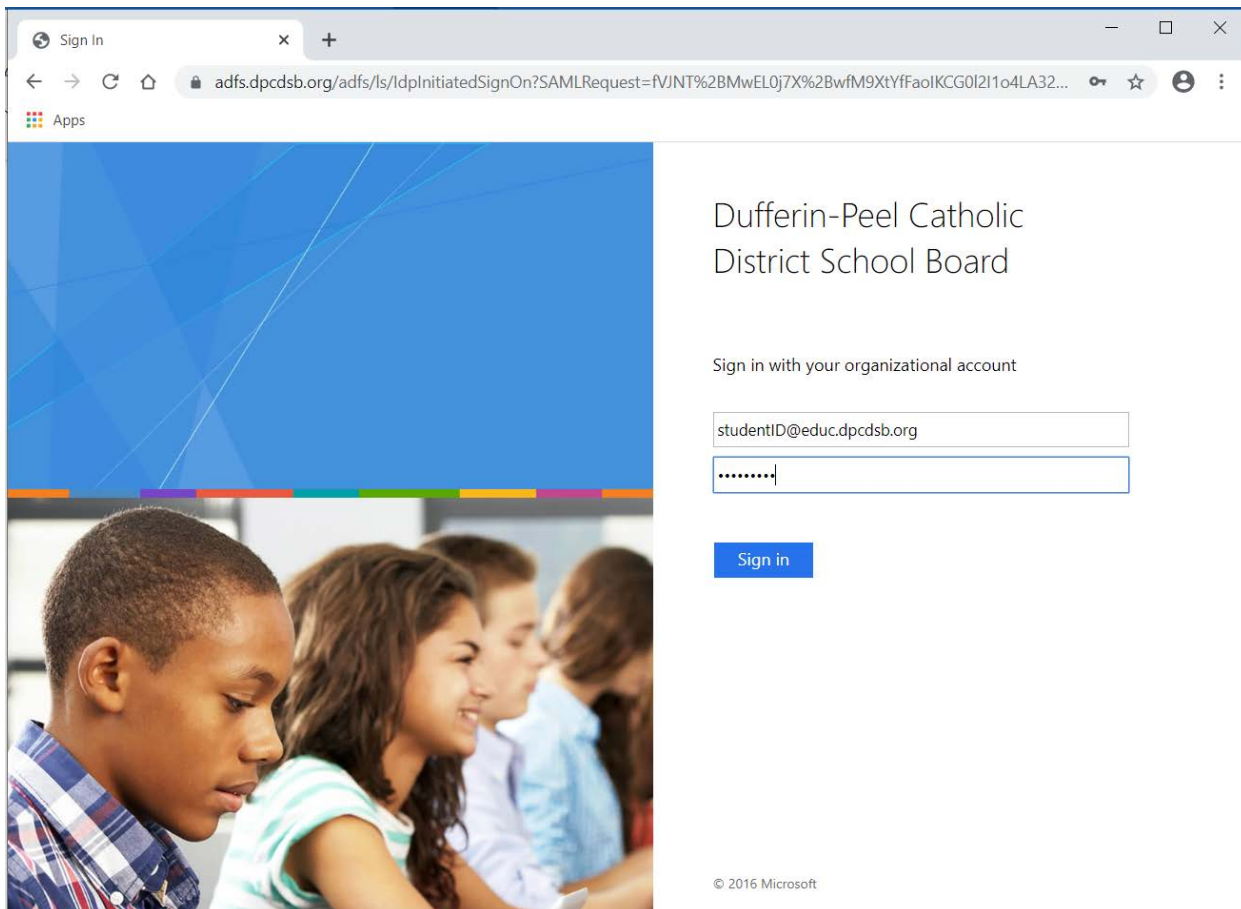 Sign In
adfs.dpcdsb.org/adfs/ls/IdpInitiatedSignOn?SAMLRequest=fVJNT%2BMwEL0j7X%2BwfM9XtYfFaoIKCG0l2I1o4LA32...
Apps
Dufferin-Peel Catholic
District School Board
Sign in with your organizational account
studentID@educ.dpcdsb.org
•••••••••
Sign in
© 2016 Microsoft